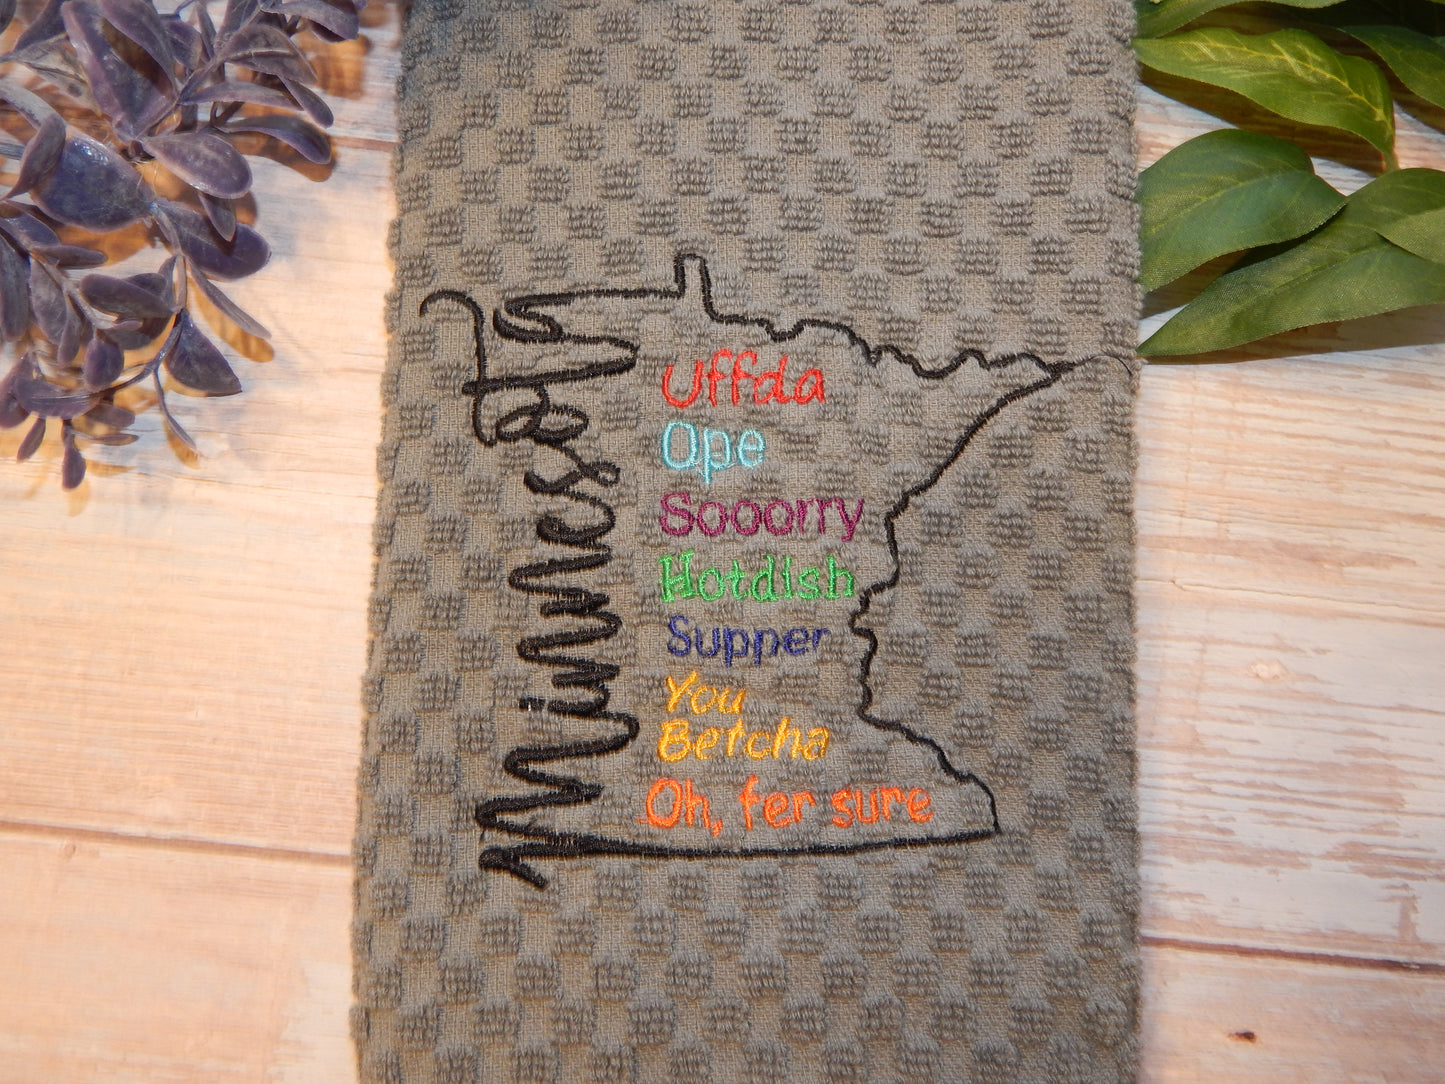 Minnesota
Uffda
Ope
Sooorry
Hotdish
Supper
You
Betcha
Oh, fer sure